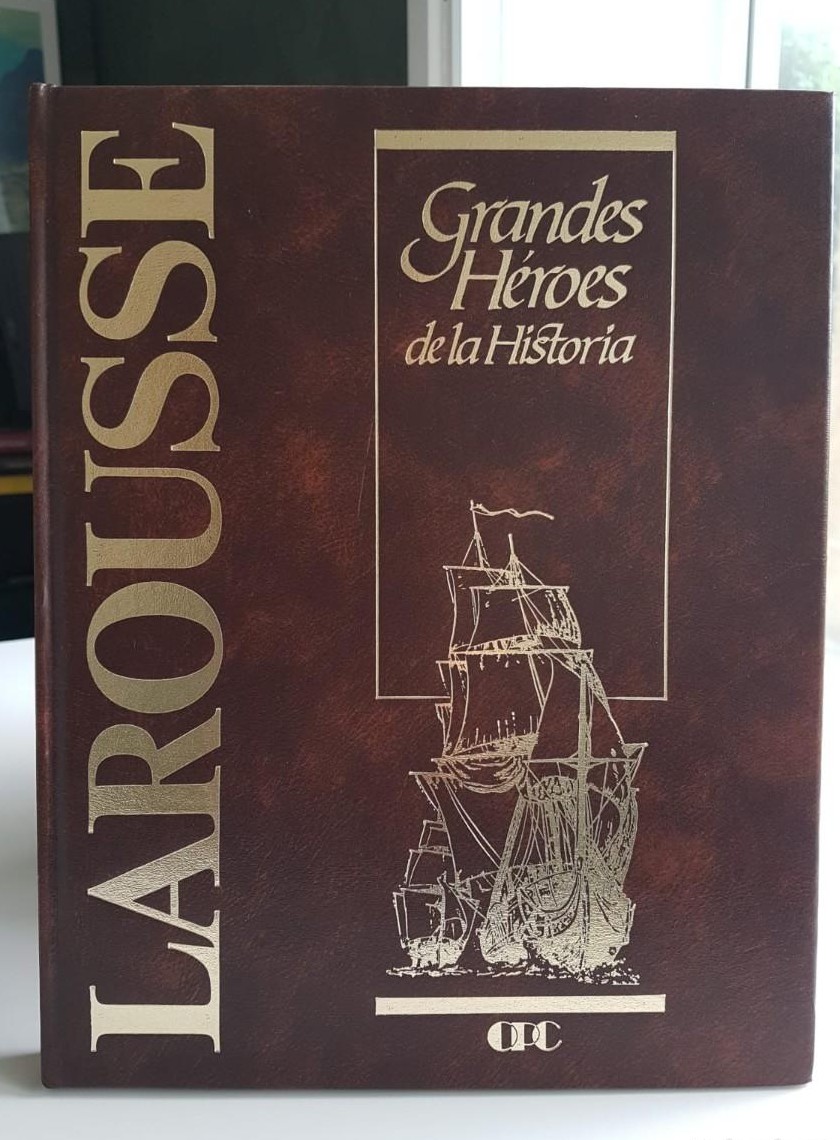 LAROUSSE
Grandes
Héroes
de la Historia
OPC